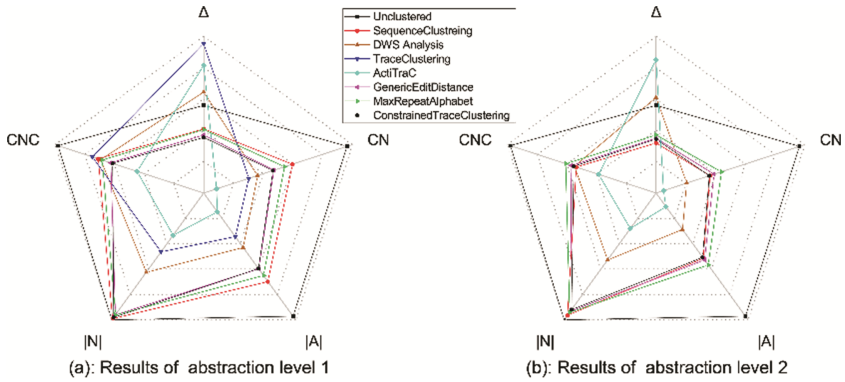 Δ
Δ
Unclustered
SequenceClustreing
DWS Analysis
TraceClustering
ActiTraC
GenericEditDistance
MaxRepeatAlphabet
ConstrainedTraceClustering
CNC
CN
CNC
CN
|N|
|A|
|N|
|A|
(a): Results of abstraction level 1
(b): Results of abstraction level 2